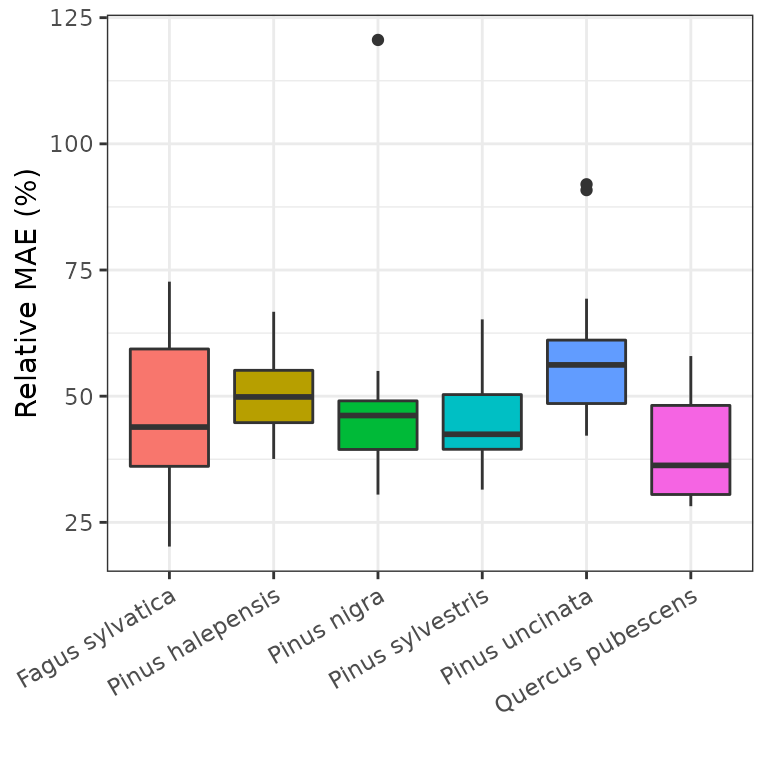 Relative MAE (%)
125
100
75
50
25
Fagus sylvatica
Pinus halepensis
Pinus nigra
Pinus sylvestris
Pinus uncinata
Quercus pubescens